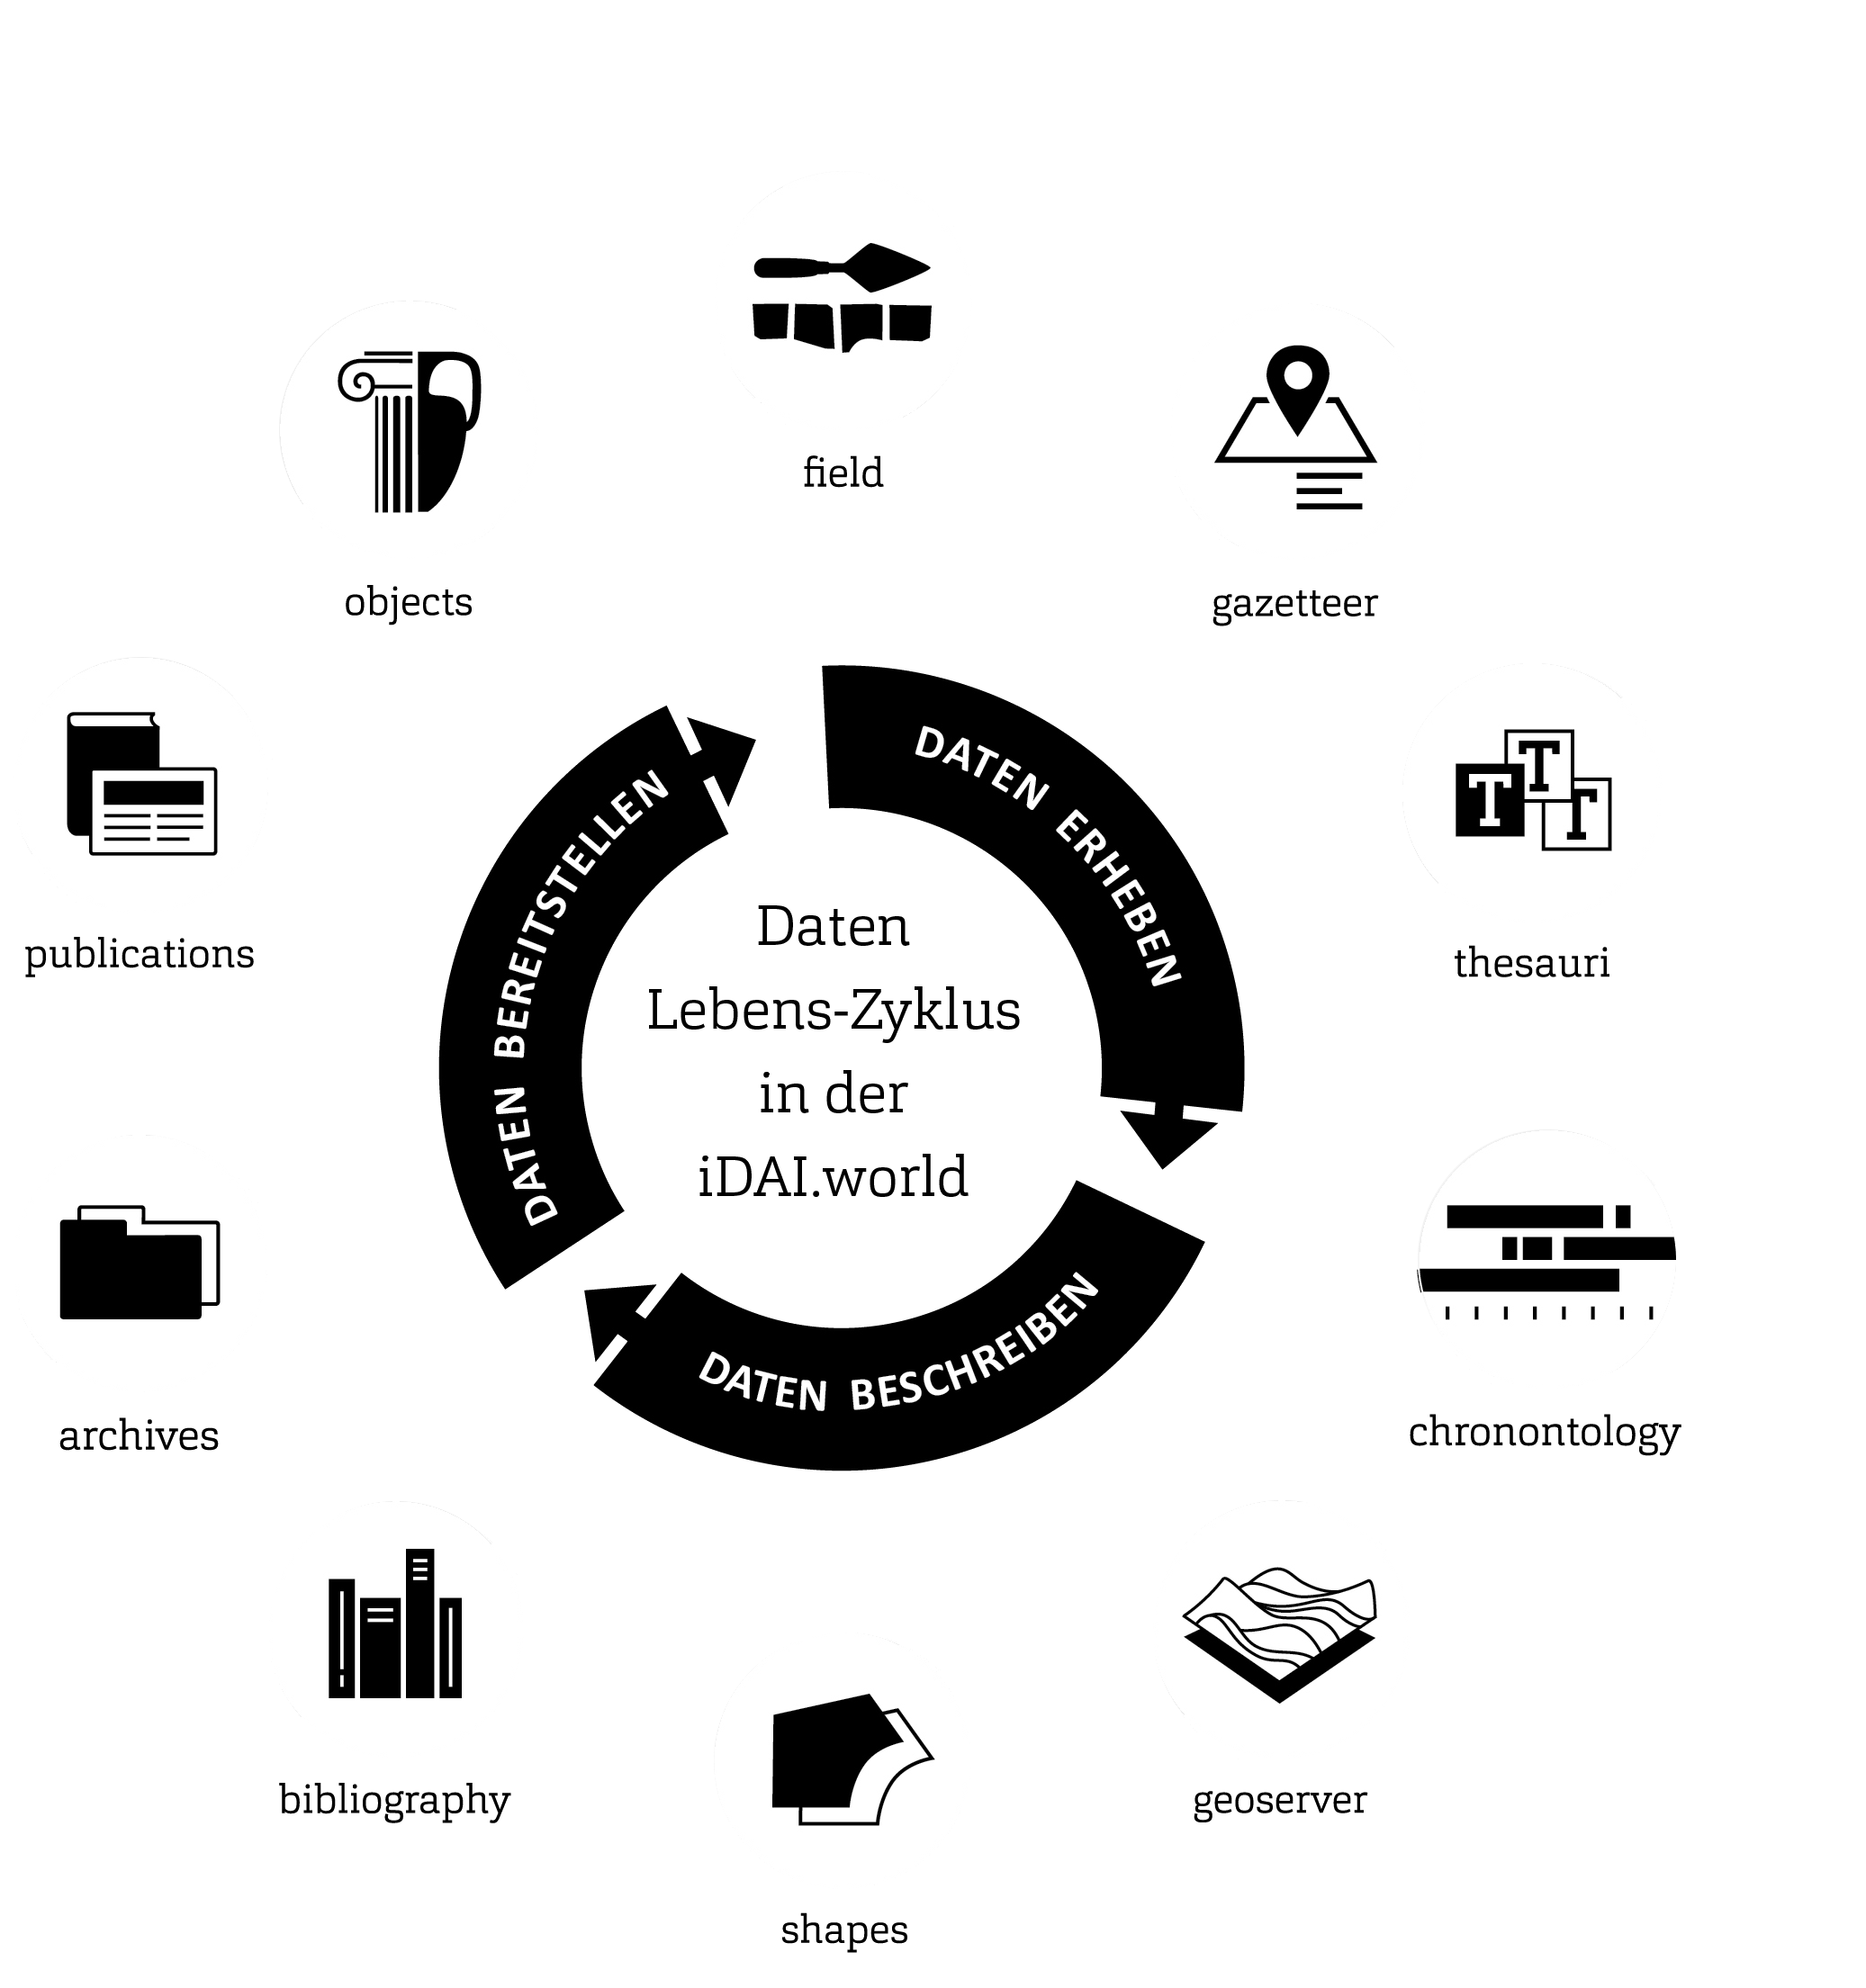 field
objects
gazetteer
publications
thesauri
archives
chronontology
bibliography
geoserver
shapes
DATEN ERHEBEN
DATEN BESCHREIBEN
DATEN BEREITSTELLEN
Daten
Lebens-Zyklus
in der
iDAI.world
T
T
T